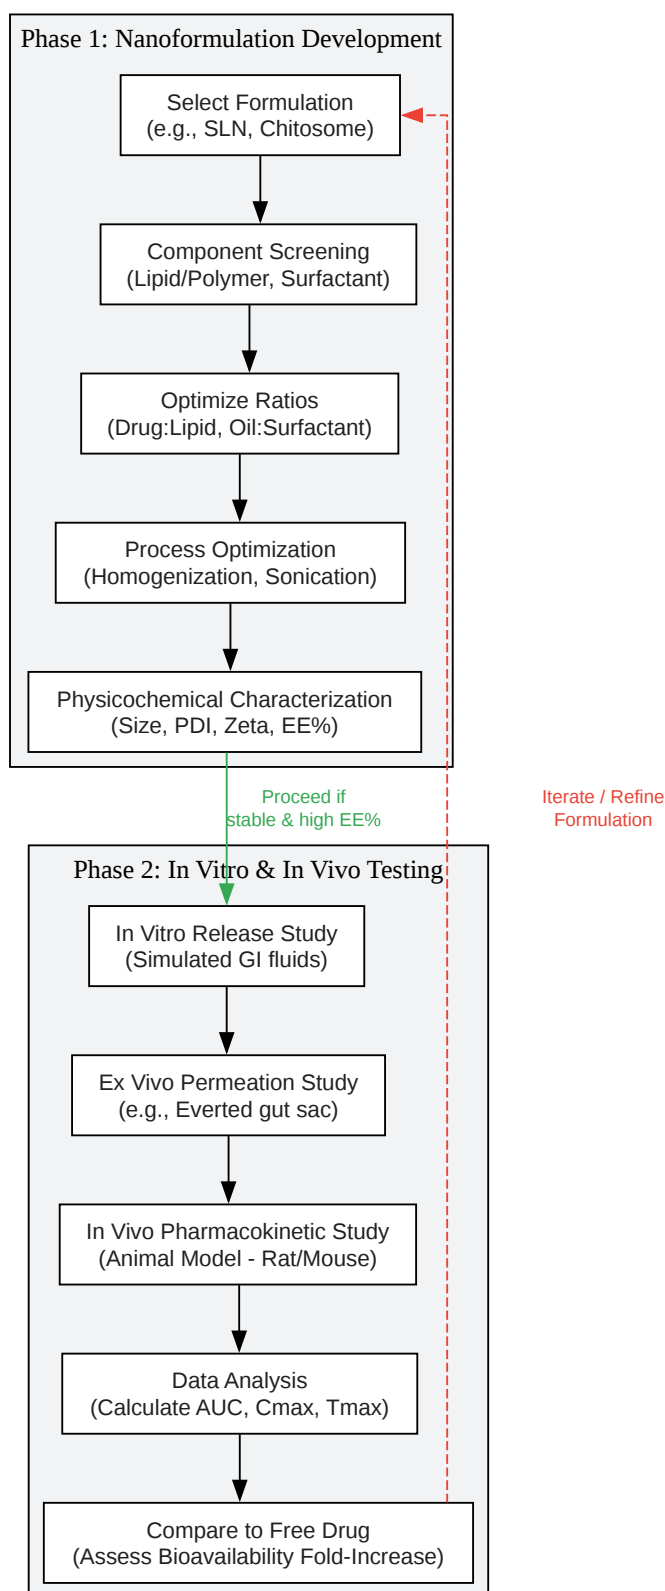 Phase 1: Nanoformulation Development
Select Formulation
(e.g., SLN, Chitosome)
Component Screening
(Lipid/Polymer, Surfactant)
Optimize Ratios
(Drug:Lipid, Oil:Surfactant)
Process Optimization
(Homogenization, Sonication)
Physicochemical Characterization
(Size, PDI, Zeta, EE%)
Proceed if
stable & high EE%
Iterate / Refine
Formulation
Phase 2: In Vitro & In Vivo Testing
In Vitro Release Study
(Simulated GI fluids)
Ex Vivo Permeation Study
(e.g., Everted gut sac)
In Vivo Pharmacokinetic Study
(Animal Model - Rat/Mouse)
Data Analysis
(Calculate AUC, Cmax, Tmax)
Compare to Free Drug
(Assess Bioavailability Fold-Increase)